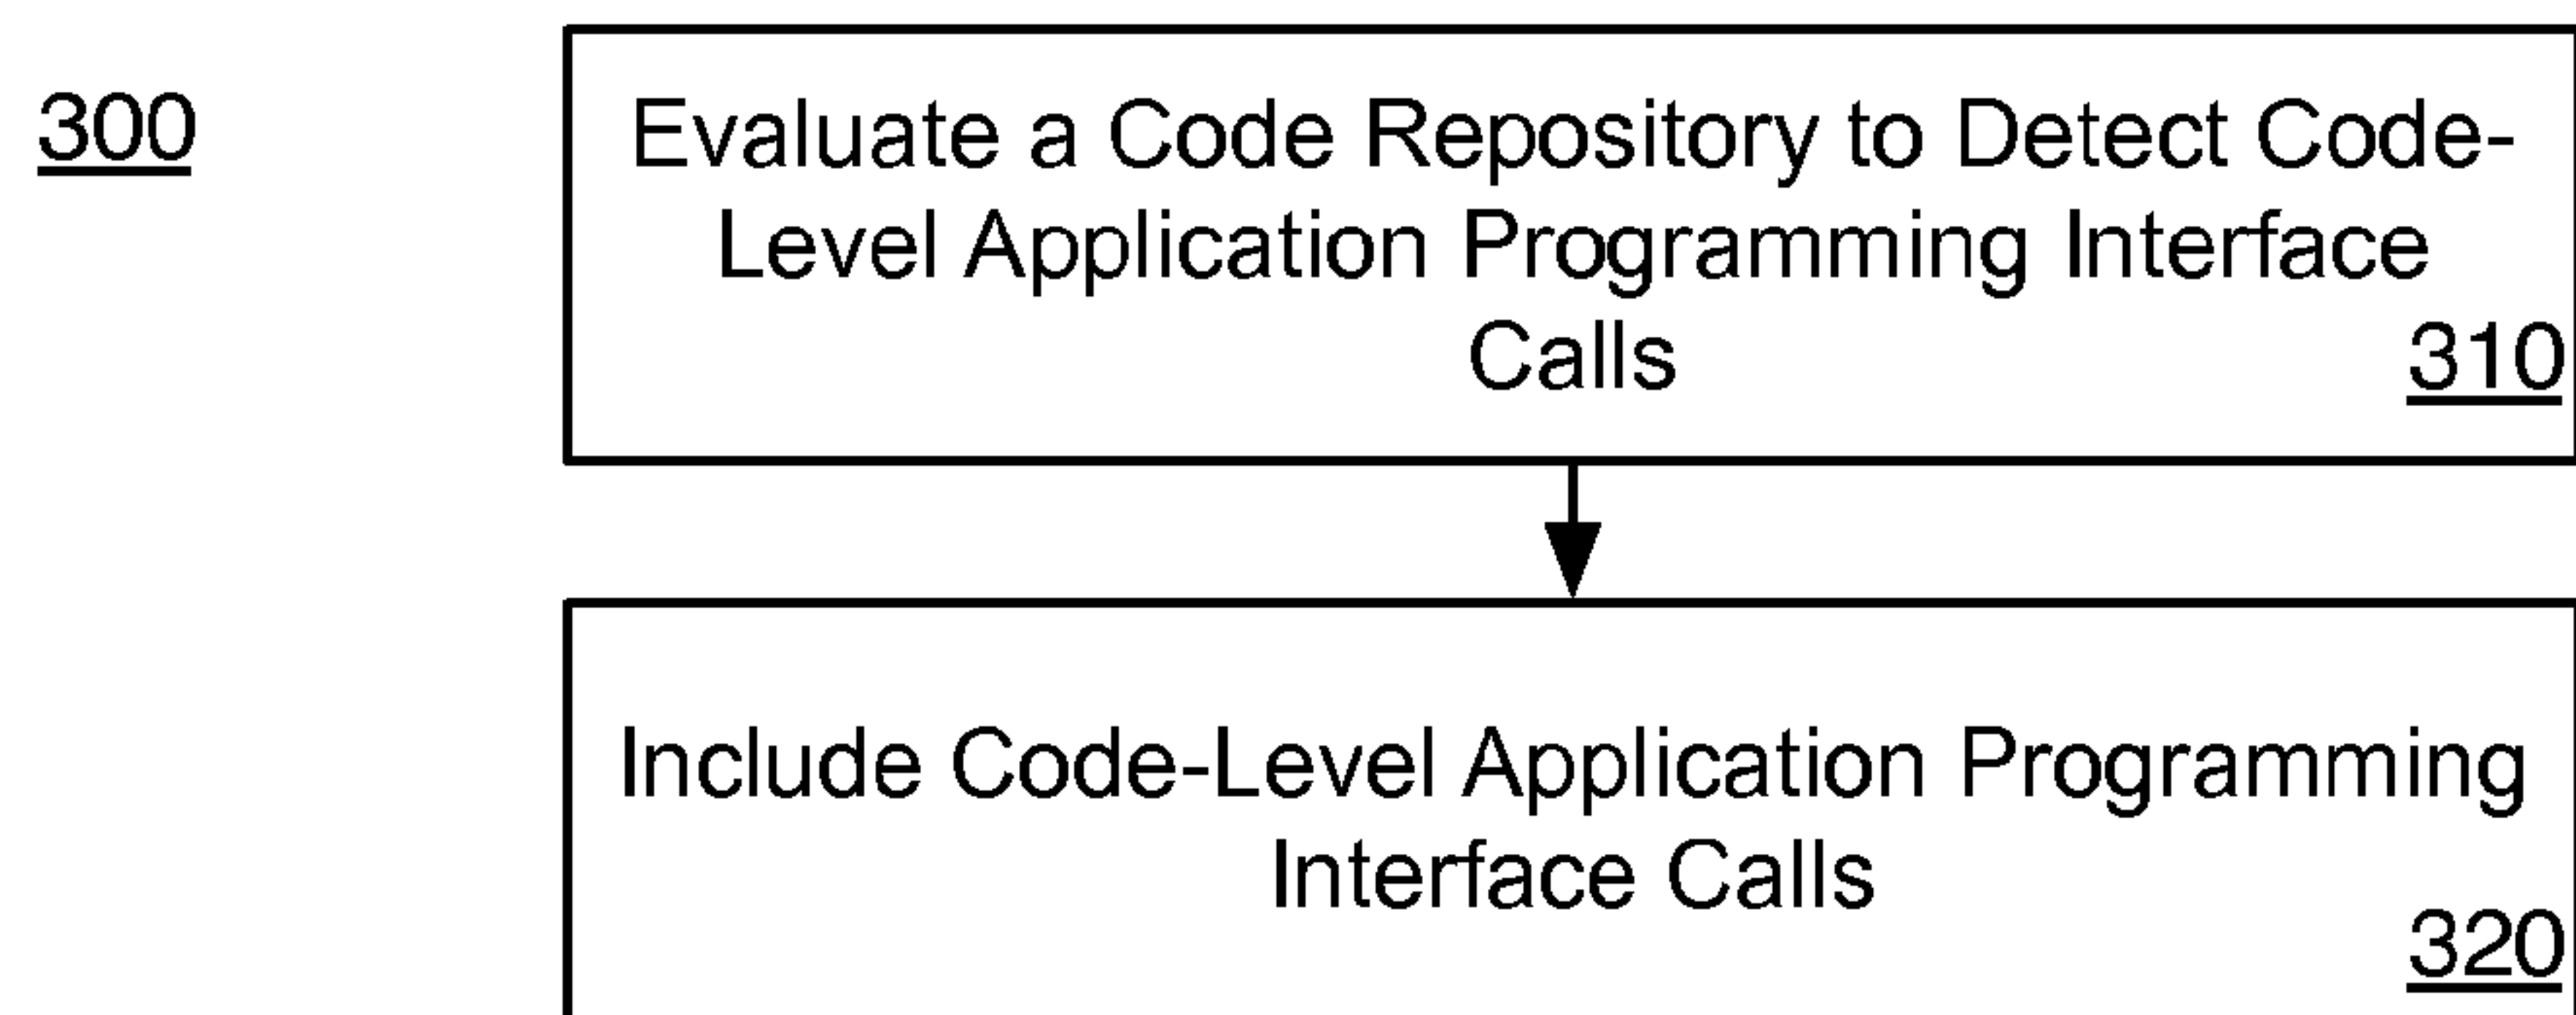 300
Evaluate a Code Repository to Detect Code-
Level Application Programming Interface
Calls
310
Include Code-Level Application Programming
Interface Calls
320